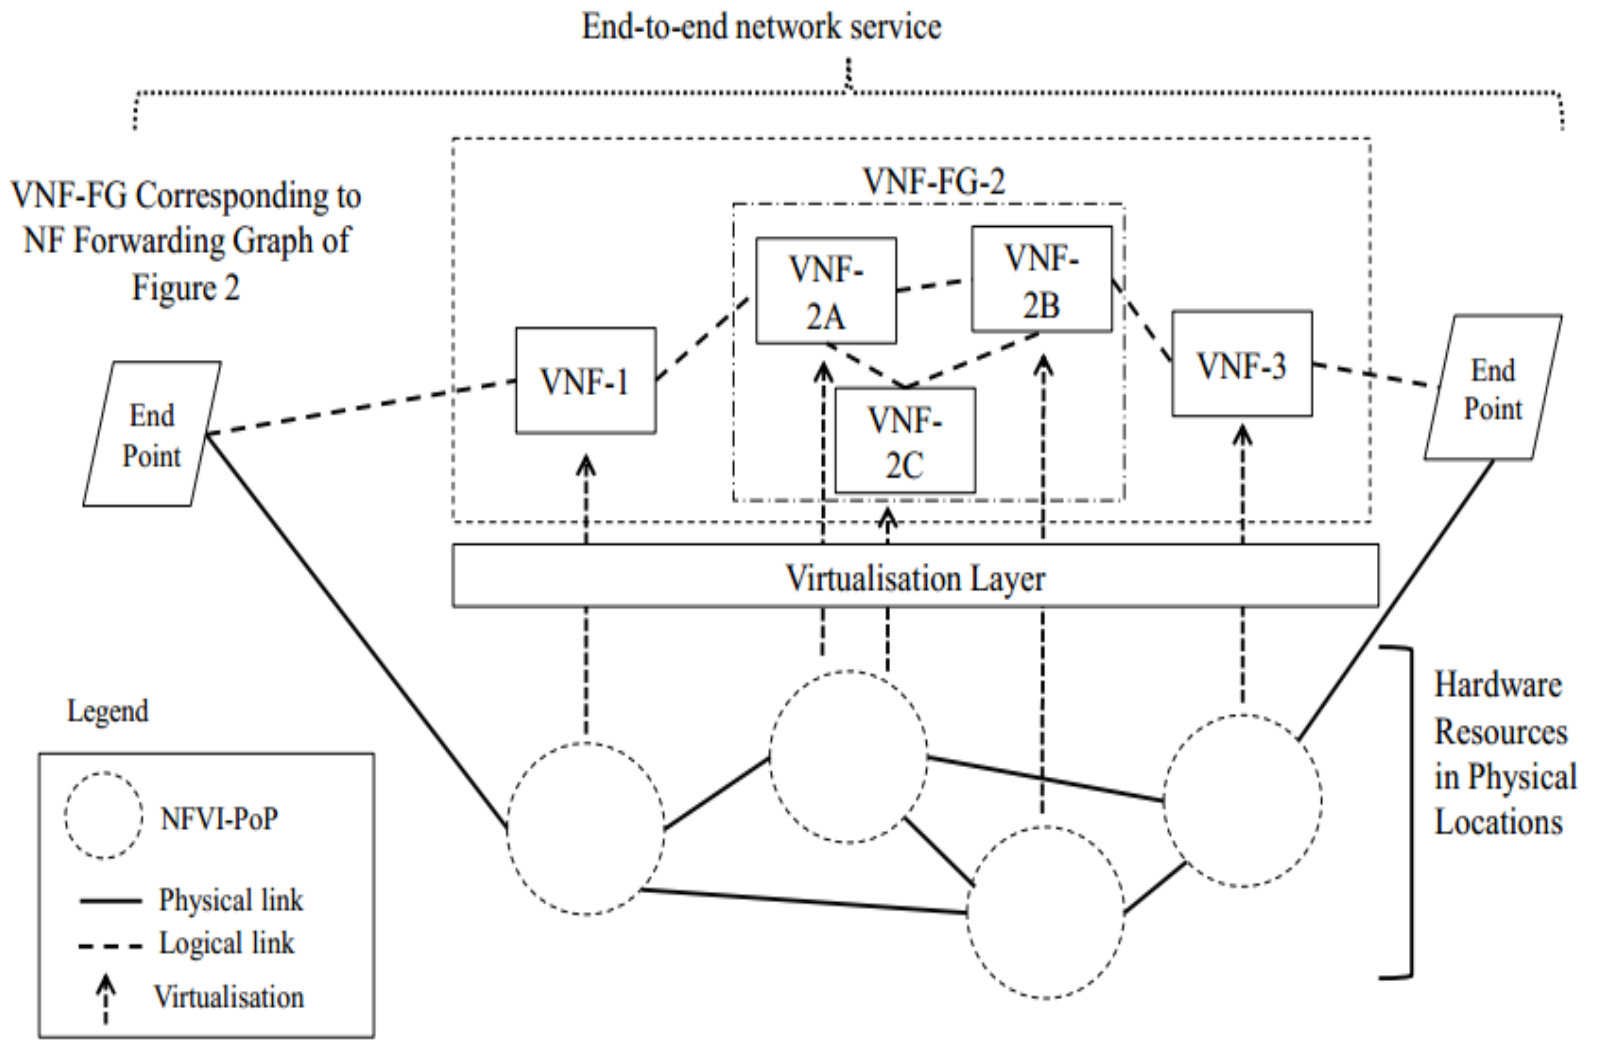 End-to-end network service
VNF-FG Corresponding to
NF Forwarding Graph of
Figure 2
VNF-FG-2
VNF-
2A
VNF-
2B
VNF-1
VNF-
2C
VNF-3
End
Point
End
Point
Virtualisation Layer
Hardware
Resources
in Physical
Locations
Legend
NFVI-PoP
Physical link
Logical link
Virtualisation